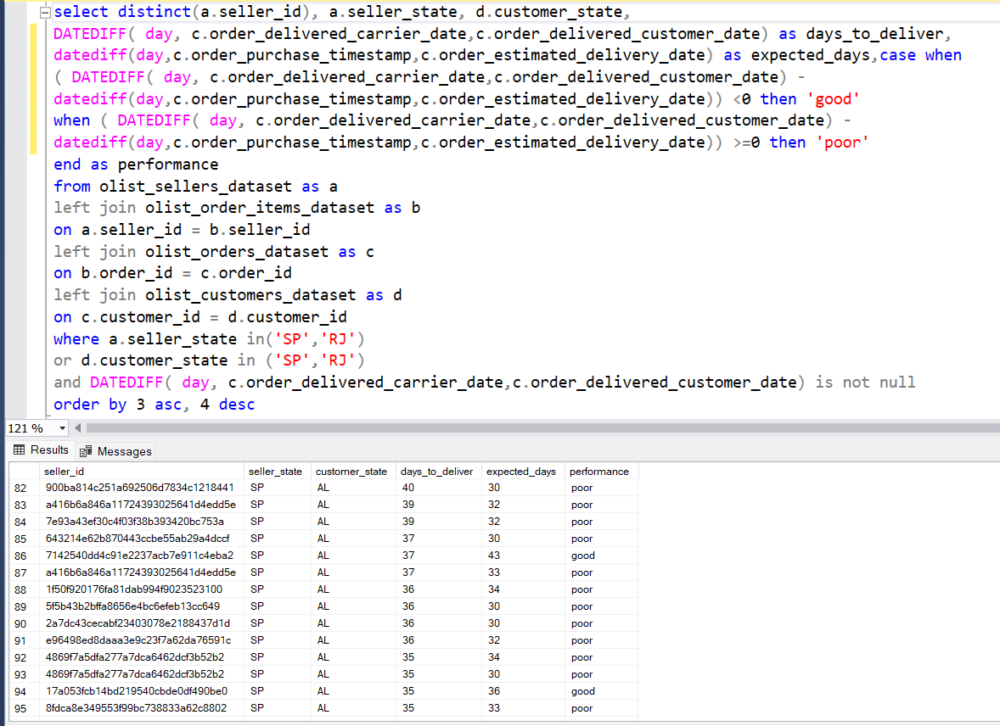 select distinct(a.seller_id), a.seller_state, d.customer_state,
DATEDIFF( day, c.order_delivered_carrier_date,c.order_delivered_customer_date) as days_to_deliver,
datediff(day,c.order_purchase_timestamp,c.order_estimated_delivery_date) as expected_days,case when
( DATEDIFF( day, c.order_delivered_carrier_date,c.order_delivered_customer_date) -
datediff(day,c.order_purchase_timestamp,c.order_estimated_delivery_date)) <0 then 'good'
when ( DATEDIFF( day, c.order_delivered_carrier_date,c.order_delivered_customer_date) -
datediff(day,c.order_purchase_timestamp,c.order_estimated_delivery_date)) >=0 then 'poor'
end as performance
from olist_sellers_dataset as a
left join olist_order_items_dataset as b
on a.seller_id = b.seller_id
left join olist_orders_dataset as c
on b.order_id = c.order_id
left join olist_customers_dataset as d
on c.customer_id = d.customer_id
where a.seller_state in('SP','RJ')
or d.customer_state in ('SP','RJ')
and DATEDIFF( day, c.order_delivered_carrier_date,c.order_delivered_customer_date) is not null
order by 3 asc, 4 desc
121 %
Results Messages
seller_id seller_state customer_state days_to_deliver expected_days performance
82 900ba814c251a692506d7834c1218441 SP AL 40 30 poor
83 a416b6a846a11724393025641d4edd5e SP AL 39 32 poor
84 7e93a43ef30c4f03f38b393420bc753a SP AL 39 32 poor
85 643214e62b870443ccbe55ab29a4dccf SP AL 37 30 poor
86 7142540dd4c91e2237acb7e911c4eba2 SP AL 37 43 good
87 a416b6a846a11724393025641d4edd5e SP AL 37 33 poor
88 1f50f920176fa81dab994f9023523100 SP AL 36 34 poor
89 5f5b43b2bffa8656e4bc6efeb13cc649 SP AL 36 30 poor
90 2a7dc43cecabf23403078e2188437d1d SP AL 36 30 poor
91 e96498ed8daaa3e9c23f7a62da76591c SP AL 36 32 poor
92 4869f7a5dfa277a7dca6462dcf3b52b2 SP AL 35 34 poor
93 4869f7a5dfa277a7dca6462dcf3b52b2 SP AL 35 30 poor
94 17a053fcb14bd219540cbde0df490be0 SP AL 35 36 good
95 8fdca8e349553f99bc738833a62c8802 SP AL 35 33 poor